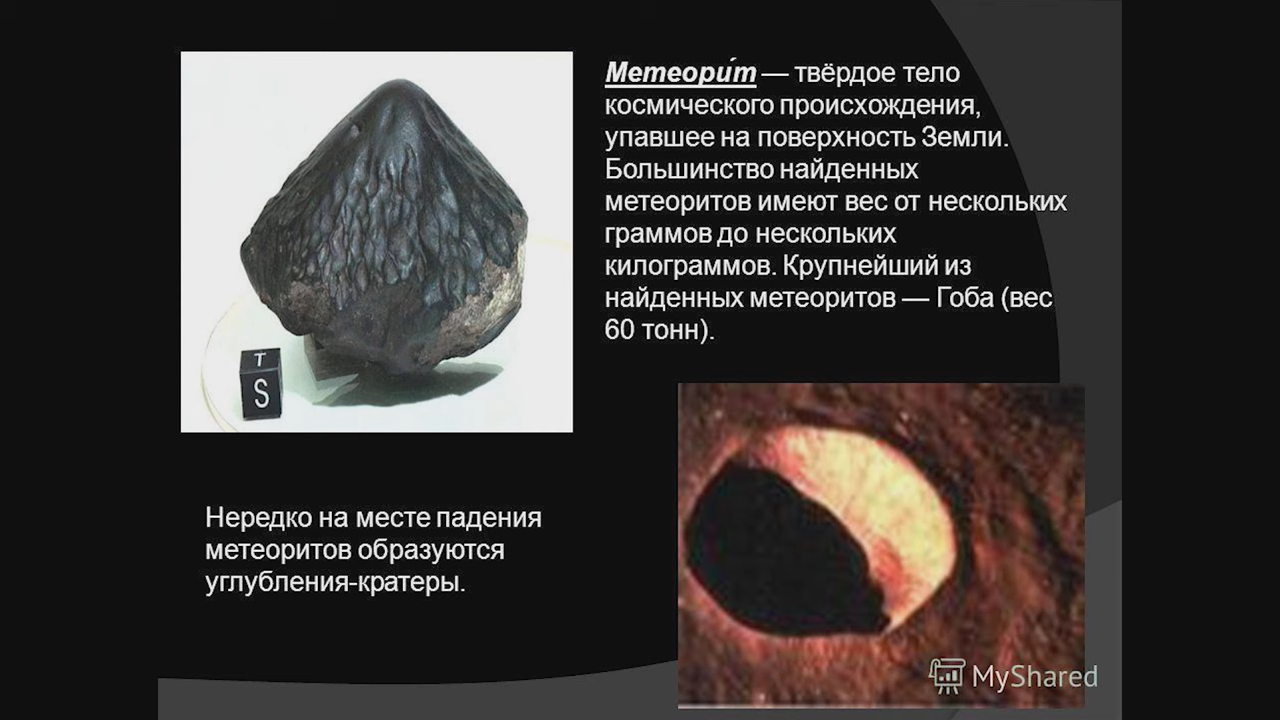 Метеори́т — твёрдое тело
космического происхождения,
упавшее на поверхность Земли.
Большинство найденных
метеоритов имеют вес от нескольких
граммов до нескольких
килограммов. Крупнейший из
найденных метеоритов — Гоба (вес
60 тонн).
T
S
Нередко на месте падения
метеоритов образуются
углубления-кратеры.
MyShared